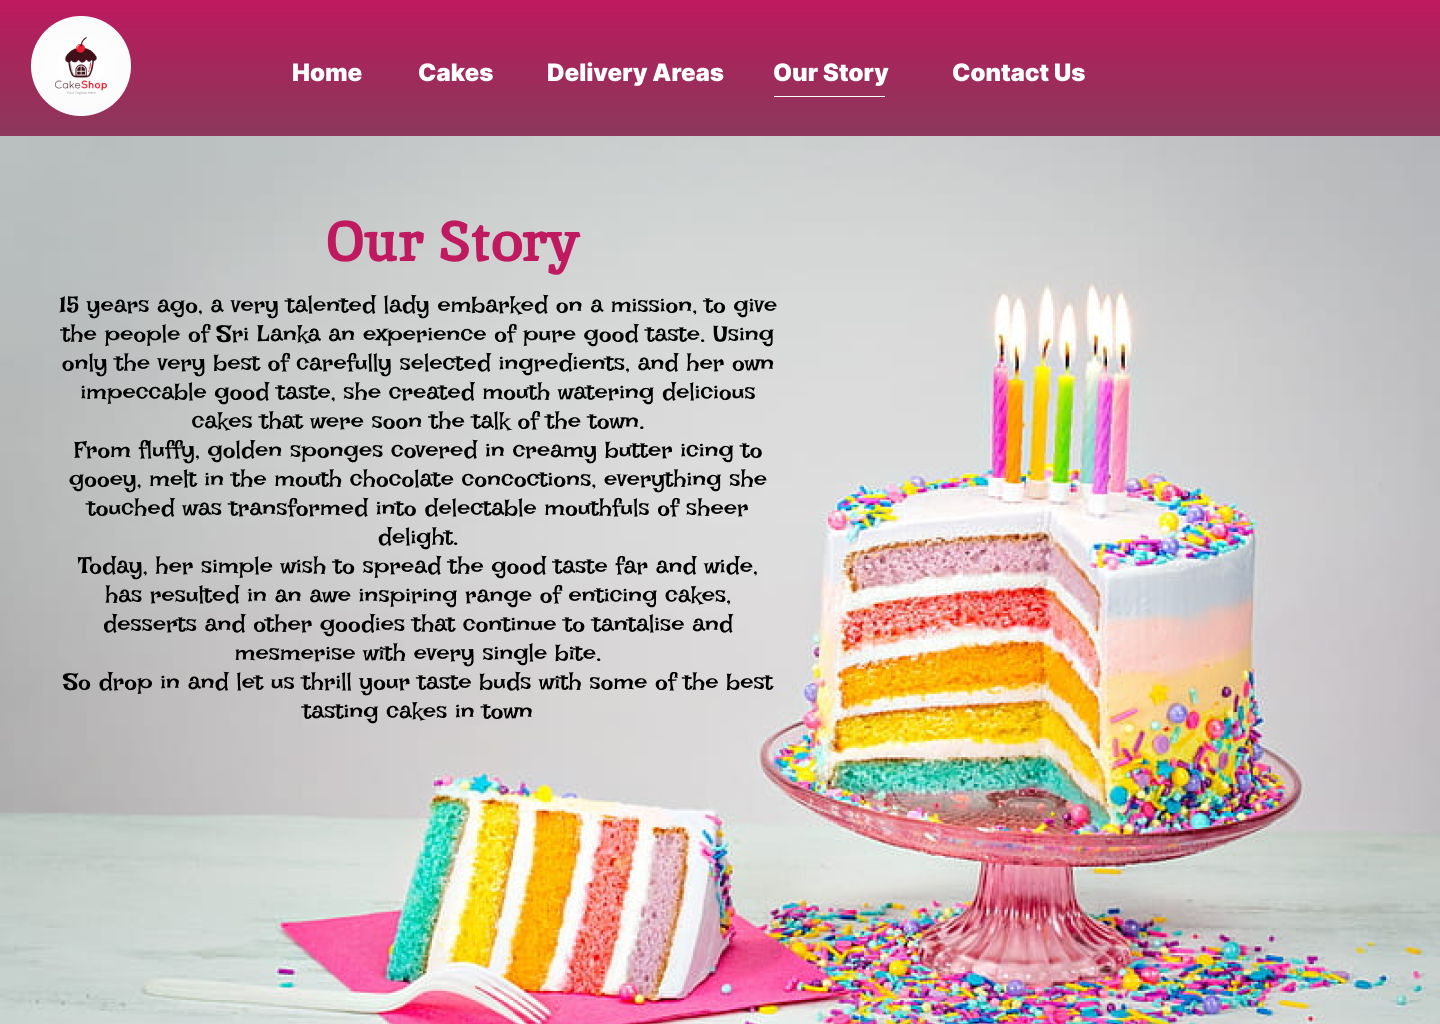 CakeShop
Your Tagline Here
Home Cakes Delivery Areas Our Story Contact Us
Our Story
15 years ago, a very talented lady embarked on a mission, to give
the people of Sri Lanka an experience of pure good taste. Using
only the very best of carefully selected ingredients, and her own
impeccable good taste, she created mouth watering delicious
cakes that were soon the talk of the town.
From fluffy, golden sponges covered in creamy butter icing to
gooey, melt in the mouth chocolate concoctions, everything she
touched was transformed into delectable mouthfuls of sheer
delight.
Today, her simple wish to spread the good taste far and wide,
has resulted in an awe inspiring range of enticing cakes,
desserts and other goodies that continue to tantalise and
mesmerise with every single bite.
So drop in and let us thrill your taste buds with some of the best
tasting cakes in town